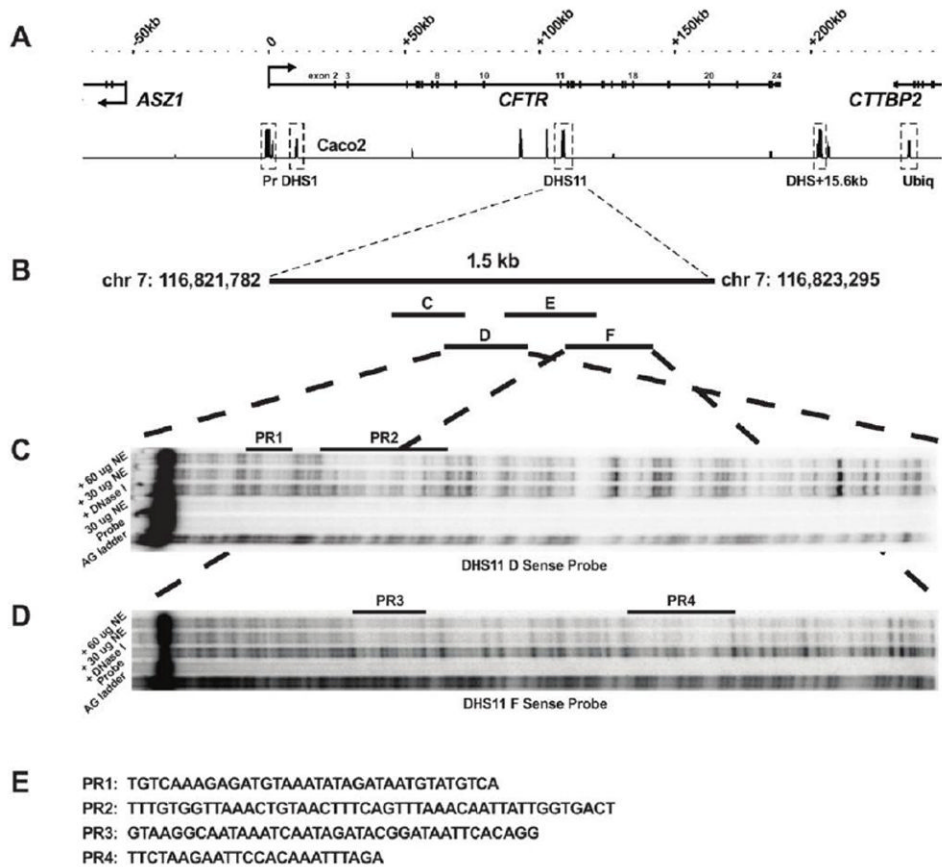 A
-50kb 0 +50kb +100kb +150kb +200kb
exon 2 3 8 10 11 18 20 24
ASZ1 CFTR CTTBP2
Caco2
Pr DHS1 DHS11 DHS+15.6kb Ubiq
B
1.5 kb
chr 7: 116,821,782 chr 7: 116,823,295
C E
D F
C
PR1 PR2
+ 60 ug NE
+ 30 ug NE
+ DNase I
30 ug NE
Probe
AG ladder
DHS11 D Sense Probe
D
PR3 PR4
+ 60 ug NE
+ 30 ug NE
+ DNase I
Probe
AG ladder
DHS11 F Sense Probe
E
PR1: TGTCAAAGAGATGTAAATATAGATAATGTATGTCA
PR2: TTTGTGGTTAAACTGTAACTTTCAGTTTAAACAATTATTGGTGACT
PR3: GTAAGGCAATAAATCAATAGATACGGATAATTCACAGG
PR4: TTCTAAGAATTCCACAAATTTAGA